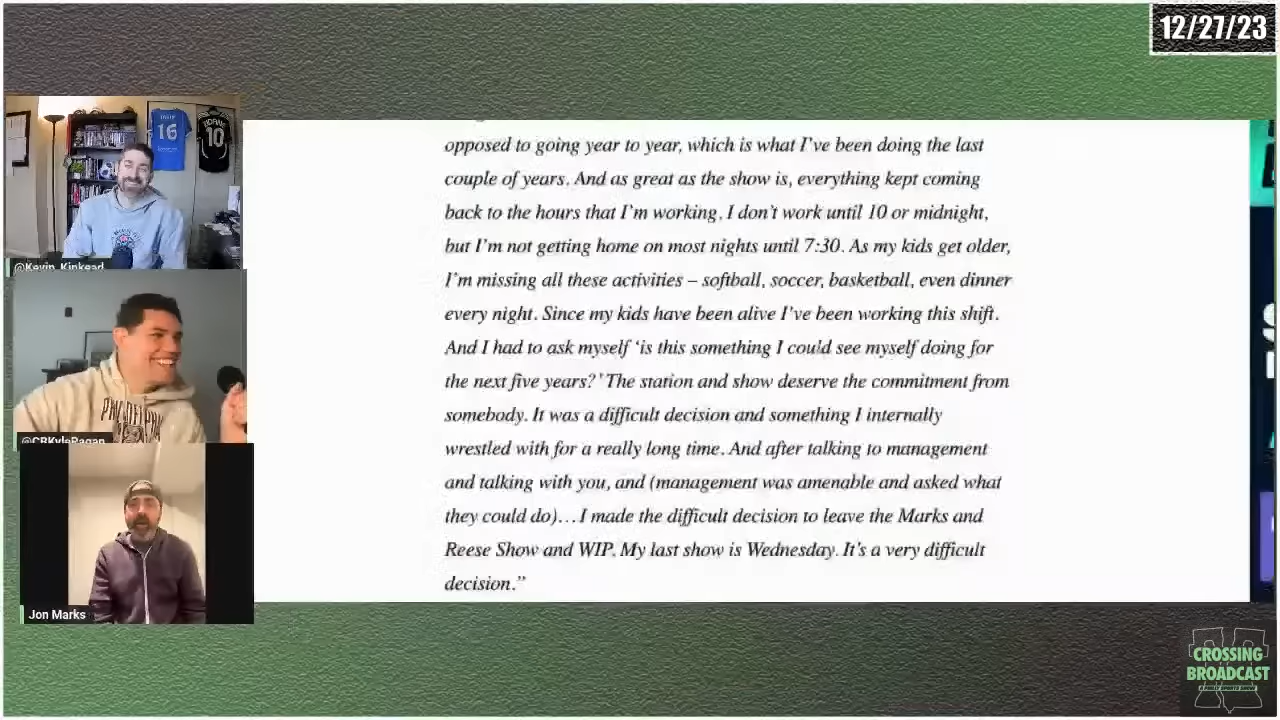 12/27/23
16
10
@Kevin_Kinkead
@CBKylePagan
Jon Marks
opposed to going year to year, which is what I've been doing the last
couple of years. And as great as the show is, everything kept coming
back to the hours that I'm working. I don't work until 10 or midnight,
but I'm not getting home on most nights until 7:30. As my kids get older,
I'm missing all these activities – softball, soccer, basketball, even dinner
every night. Since my kids have been alive I've been working this shift.
And I had to ask myself ‘is this something I could see myself doing for
the next five years?’ The station and show deserve the commitment from
somebody. It was a difficult decision and something I internally
wrestled with for a really long time. And after talking to management
and talking with you, and (management was amenable and asked what
they could do)…I made the difficult decision to leave the Marks and
Reese Show and WIP. My last show is Wednesday. It's a very difficult
decision.”
CROSSING
BROADCAST
A PHILLY SPORTS SHOW